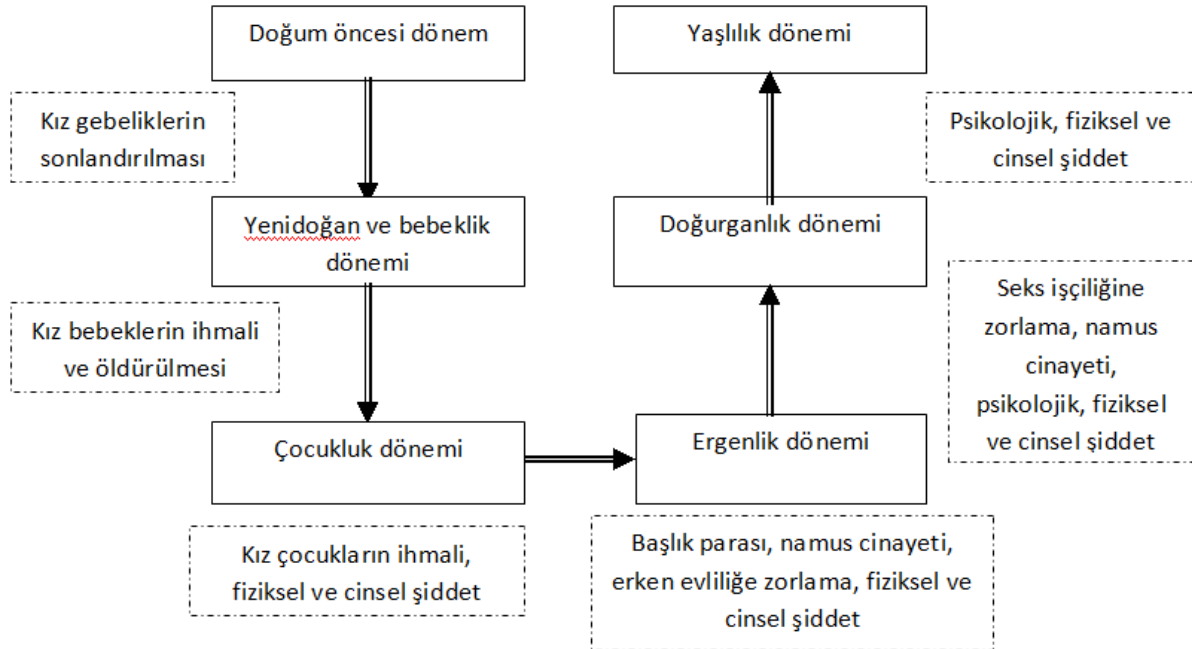 Doğum öncesi dönem
Kız gebeliklerin
sonlandırılması
Yenidoğan ve bebeklik
dönemi
Kız bebeklerin ihmali
ve öldürülmesi
Çocukluk dönemi
Kız çocukların ihmali,
fiziksel ve cinsel şiddet
Ergenlik dönemi
Başlık parası, namus cinayeti,
erken evliliğe zorlama, fiziksel ve
cinsel şiddet
Doğurganlık dönemi
Seks işçiliğine
zorlama, namus
cinayeti,
psikolojik, fiziksel
ve cinsel şiddet
Yaşlılık dönemi
Psikolojik, fiziksel ve
cinsel şiddet